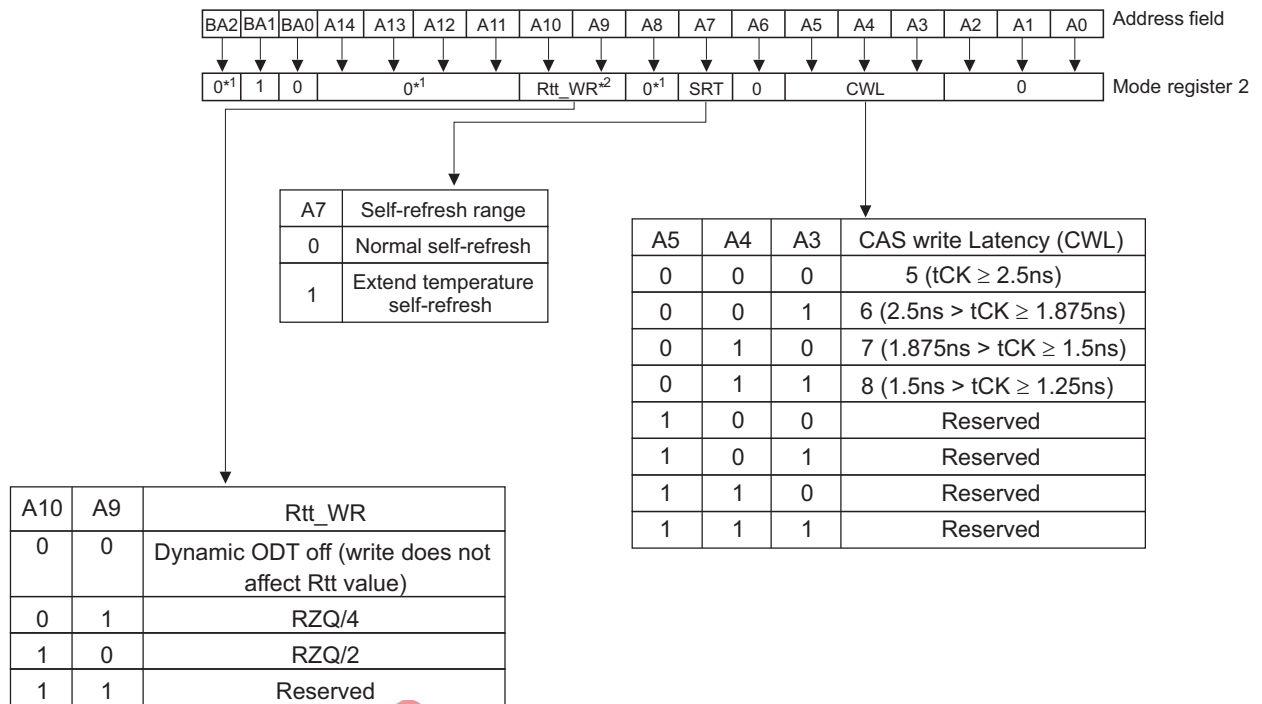 BA2 BA1 BA0 A14 A13 A12 A11 A10 A9 A8 A7 A6 A5 A4 A3 A2 A1 A0 Address field
0*1 1 0 0*1 Rtt_WR*2 0*1 SRT 0 CWL 0 Mode register 2
A7 Self-refresh range
0 Normal self-refresh
1 Extend temperature
self-refresh
A5 A4 A3 CAS write Latency (CWL)
0 0 0 5 (tCK ≥ 2.5ns)
0 0 1 6 (2.5ns > tCK ≥ 1.875ns)
0 1 0 7 (1.875ns > tCK ≥ 1.5ns)
0 1 1 8 (1.5ns > tCK ≥ 1.25ns)
1 0 0 Reserved
1 0 1 Reserved
1 1 0 Reserved
1 1 1 Reserved
A10 A9 Rtt_WR
0 0 Dynamic ODT off (write does not
affect Rtt value)
0 1 RZQ/4
1 0 RZQ/2
1 1 Reserved